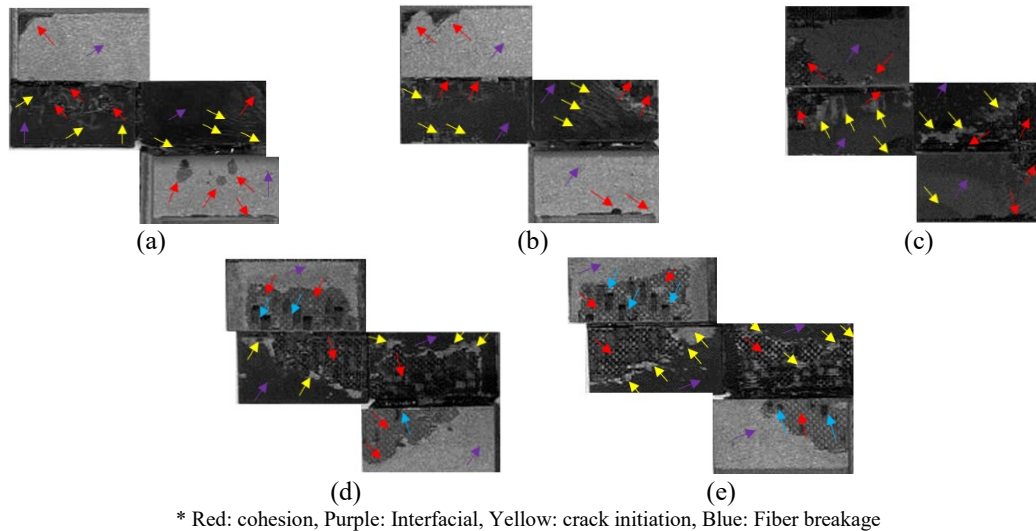 (a)
(b)
(c)
(d)
(e)
* Red: cohesion, Purple: Interfacial, Yellow: crack initiation, Blue: Fiber breakage